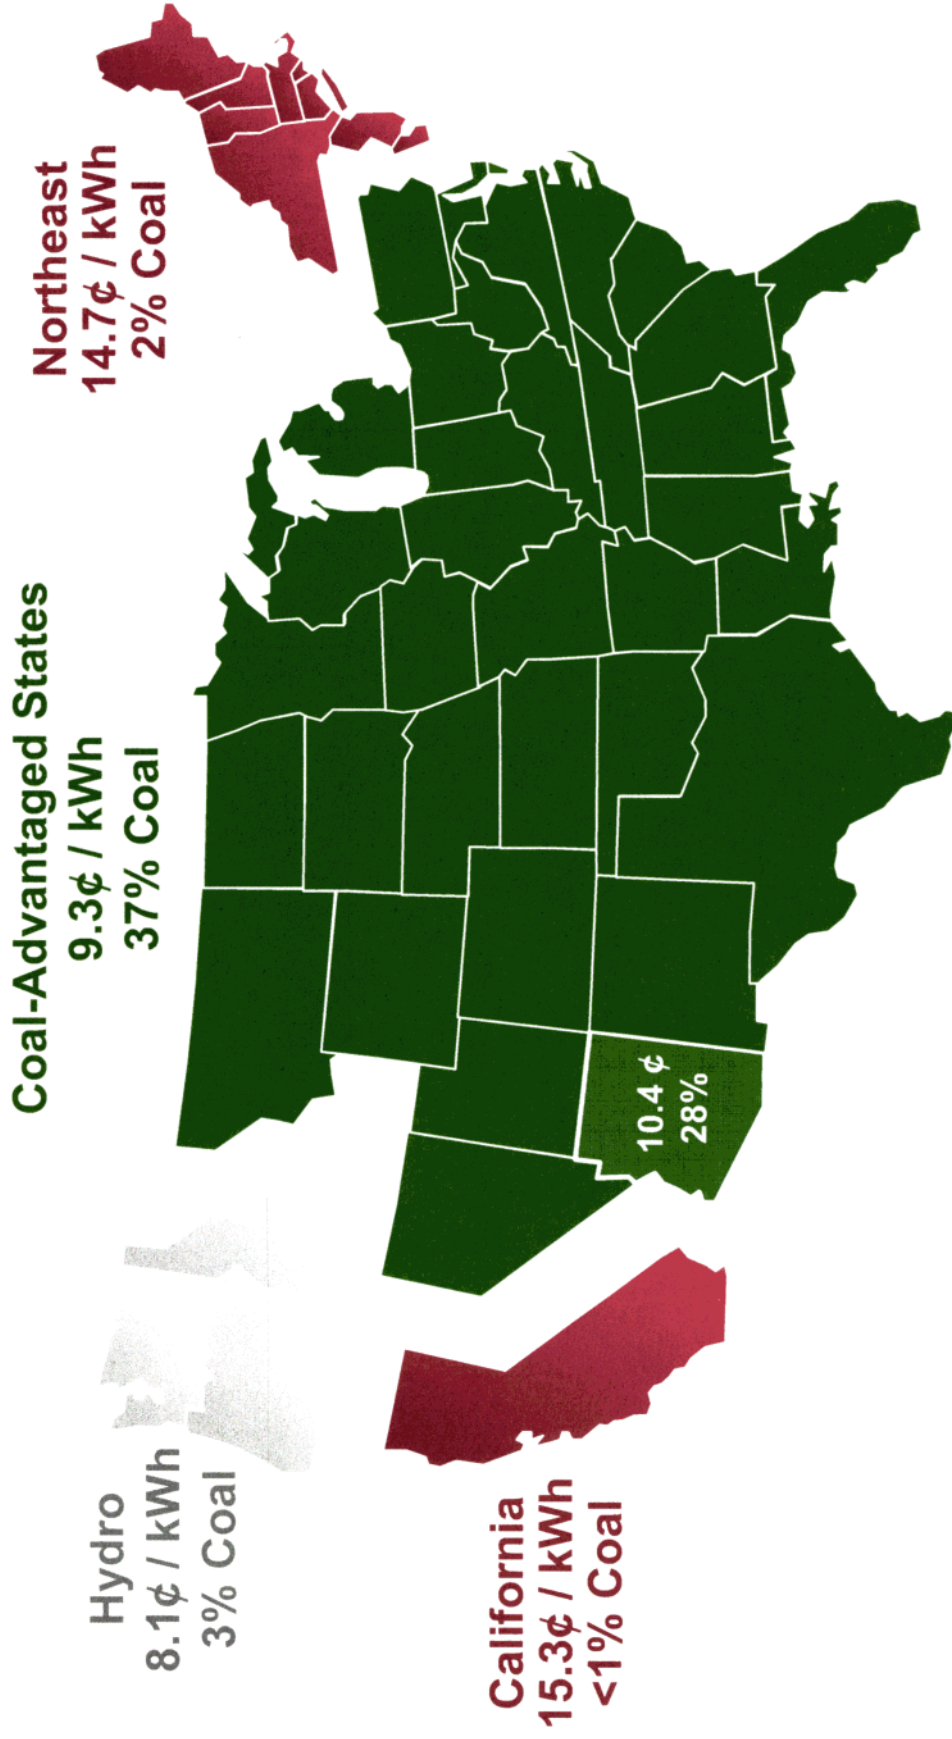 Coal-Advantaged States
9.3¢ / kWh
37% Coal
Hydro
8.1¢ / kWh
3% Coal
Northeast
14.7¢ / kWh
2% Coal
California
15.3¢ / kWh
<1% Coal
10.4 ¢
28%